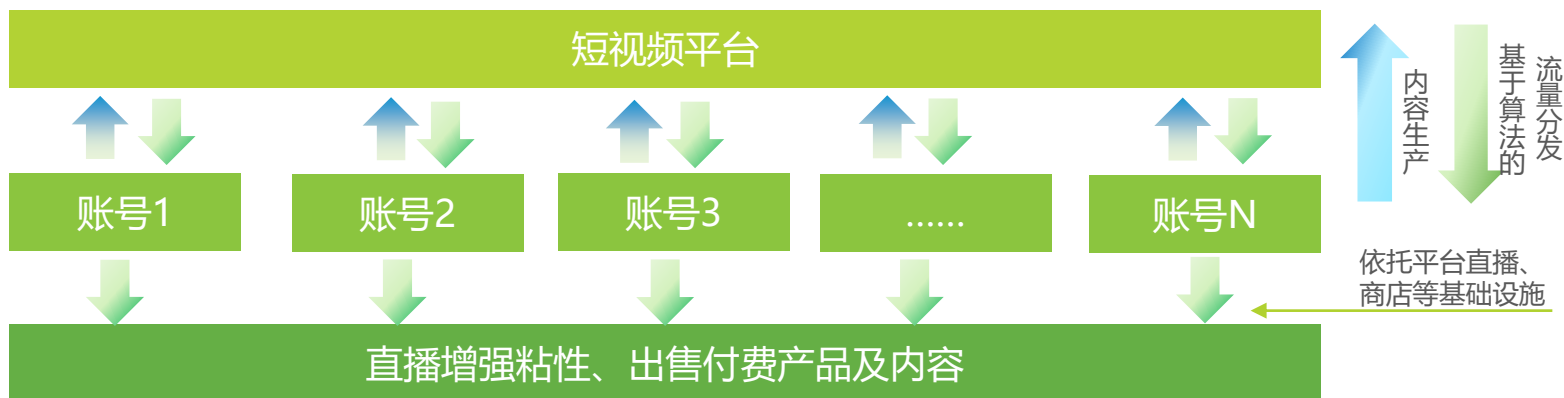 短视频平台
内容生产
基于算法的
流量分发
账号1
账号2
账号3
……
账号N
依托平台直播、
商店等基础设施
直播增强粘性、出售付费产品及内容